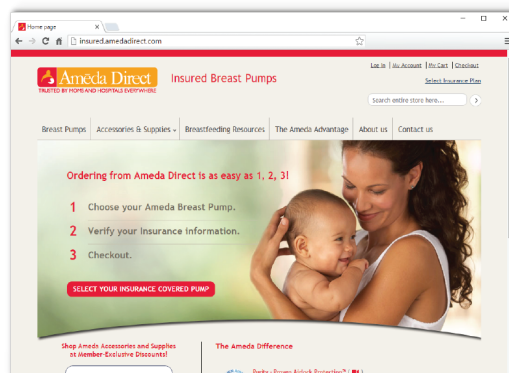 Home page
insured.amedadirect.com
Log In | My Account | My Cart | Checkout
Améda Direct
Insured Breast Pumps
TRUSTED BY MOMS AND HOSPITALS EVERYWHERE
Select Insurance Plan
Search entire store here...
Breast Pumps
Accessories & Supplies
Breastfeeding Resources
The Ameda Advantage
About us
Contact us
Ordering from Ameda Direct is as easy as 1, 2, 3!
1 Choose your Ameda Breast Pump.
2 Verify your Insurance information.
3 Checkout.
SELECT YOUR INSURANCE COVERED PUMP
Shop Ameda Accessories and Supplies
at Member-Exclusive Discounts!
The Ameda Difference